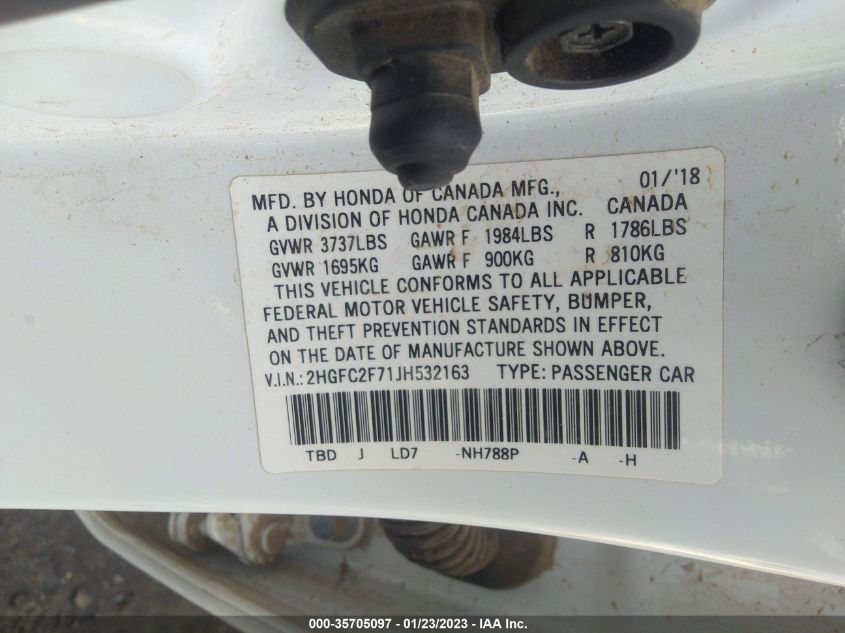 MFD. BY HONDA OF CANADA MFG., 01/'18
A DIVISION OF HONDA CANADA INC. CANADA
GVWR 3737LBS GAWR F 1984LBS R 1786LBS
GVWR 1695KG GAWR F 900KG R 810KG
THIS VEHICLE CONFORMS TO ALL APPLICABLE
FEDERAL MOTOR VEHICLE SAFETY, BUMPER,
AND THEFT PREVENTION STANDARDS IN EFFECT
ON THE DATE OF MANUFACTURE SHOWN ABOVE.
V.I.N.: 2HGFC2F71JH532163 TYPE: PASSENGER CAR
TBD J LD7 -NH788P -A -H
000-35705097 - 01/23/2023 - IAA Inc.